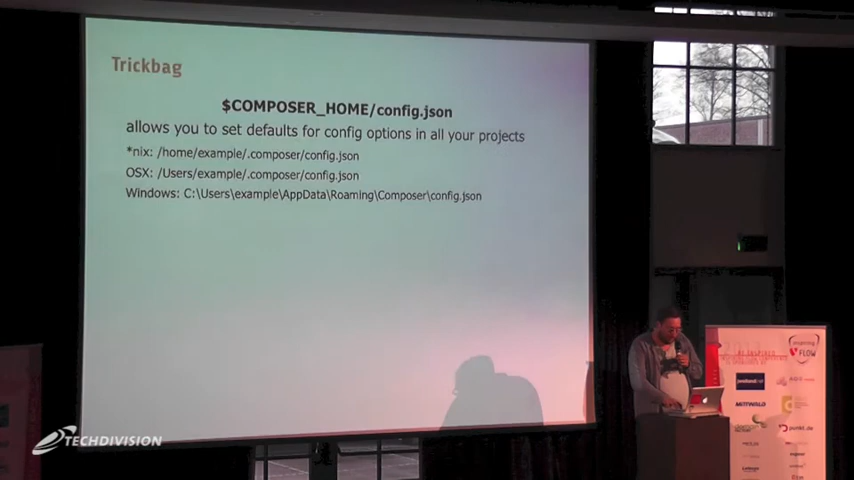 Trickbag
$COMPOSER_HOME/config.json
allows you to set defaults for config options in all your projects
*nix: /home/example/.composer/config.json
OSX: /Users/example/.composer/config.json
Windows: C:\Users\example\AppData\Roaming\Composer\config.json
TECHDIVISION
inspiring
FLOW
MITTWALD
punkt.de